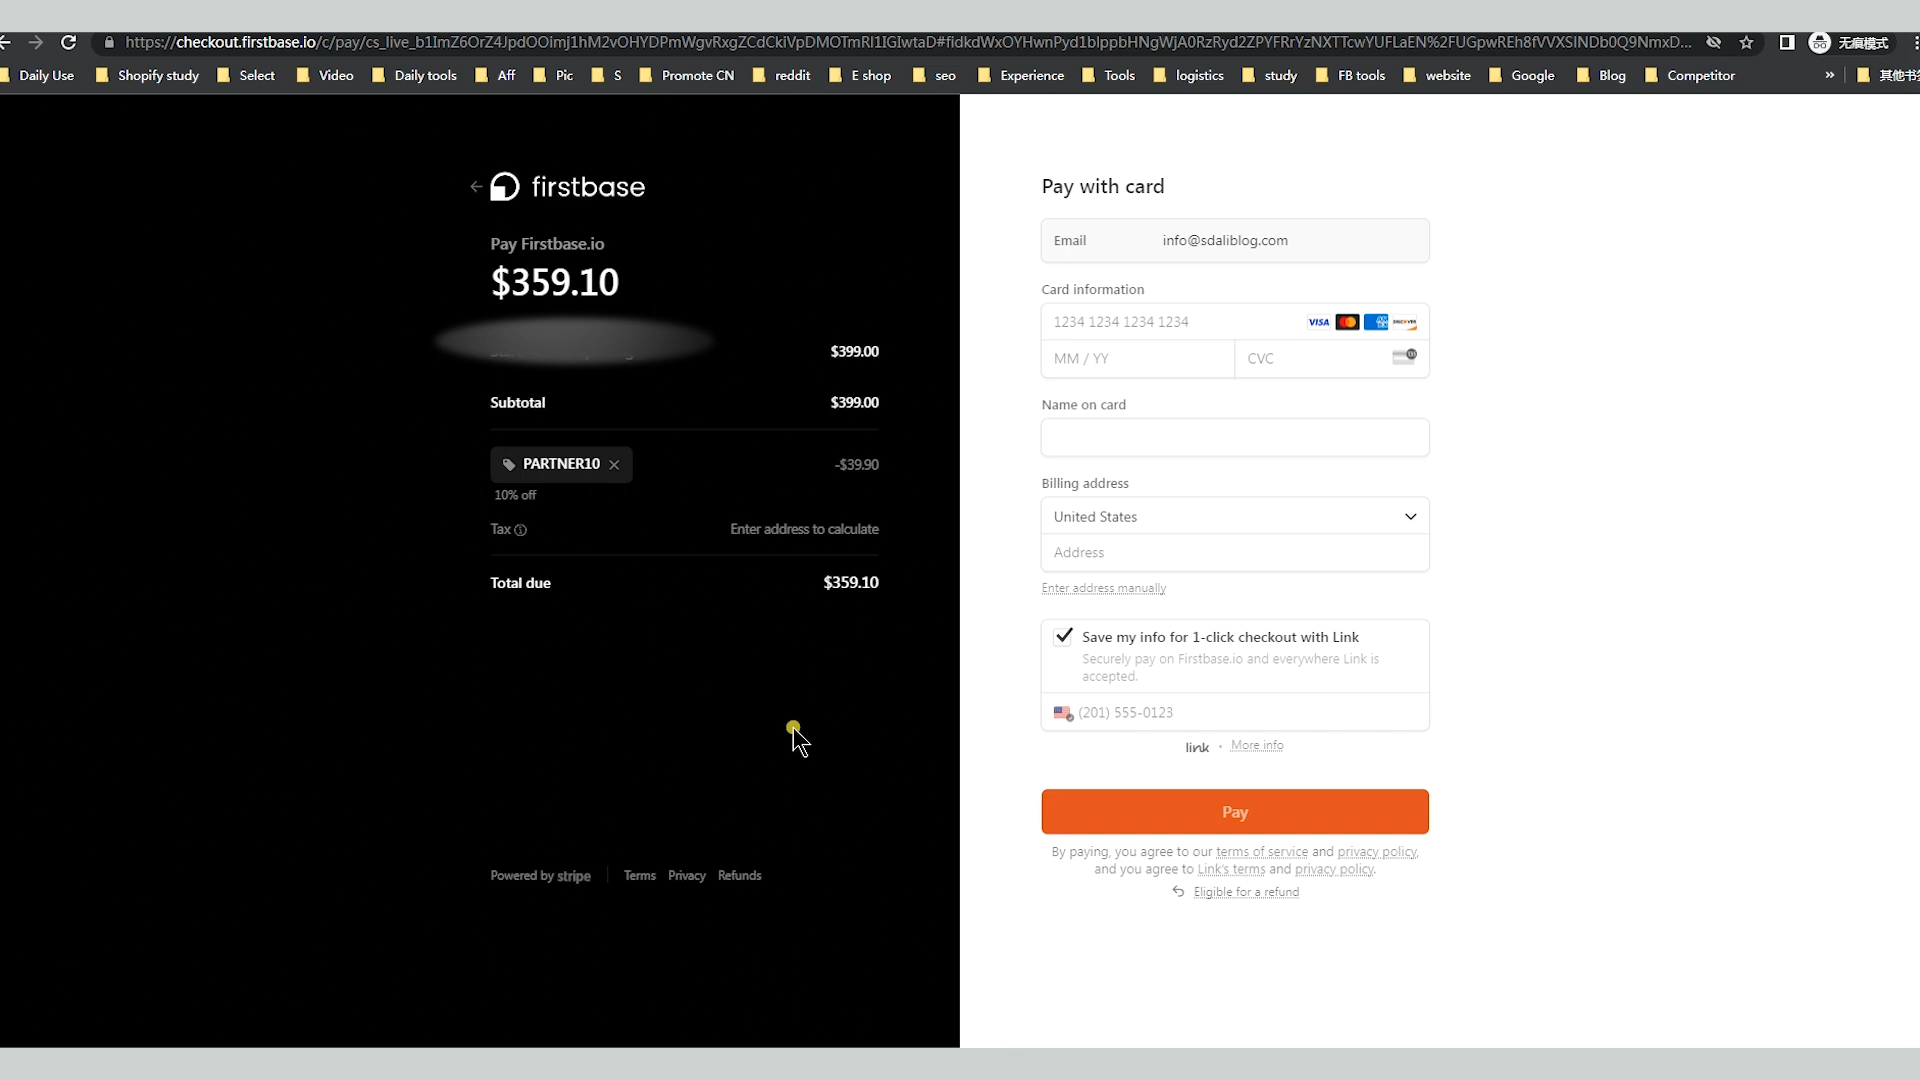 https://checkout.firstbase.io/c/pay/cs_live_b1ImZ6OrZ4JpdOOimj1hM2vOHYDPmWgvRxgZCdCkiVpDMOTmRl1IGIwtaD#fidkdWxOYHwnPyd1blppbHNgWjA0RzRyd2ZPYFRrYzNXTTcwYUFLaEN%2FUGpwREh8fVVXSlNDb0Q9NmxD...
无痕模式
Daily Use Shopify study Select Video Daily tools Aff Pic S Promote CN reddit E shop seo Experience Tools logistics study FB tools website Google Blog Competitor » 其他书
firstbase
Pay Firstbase.io
$359.10
$399.00
Subtotal $399.00
PARTNER10 -$39.90
10% off
Tax Enter address to calculate
Total due $359.10
Powered by stripe Terms Privacy Refunds
Pay with card
Email info@sdaliblog.com
Card information
1234 1234 1234 1234 VISA
MM / YY CVC
Name on card
Billing address
United States
Address
Enter address manually
Save my info for 1-click checkout with Link
Securely pay on Firstbase.io and everywhere Link is
accepted.
(201) 555-0123
link · More info
Pay
By paying, you agree to our terms of service and privacy policy,
and you agree to Link's terms and privacy policy.
Eligible for a refund